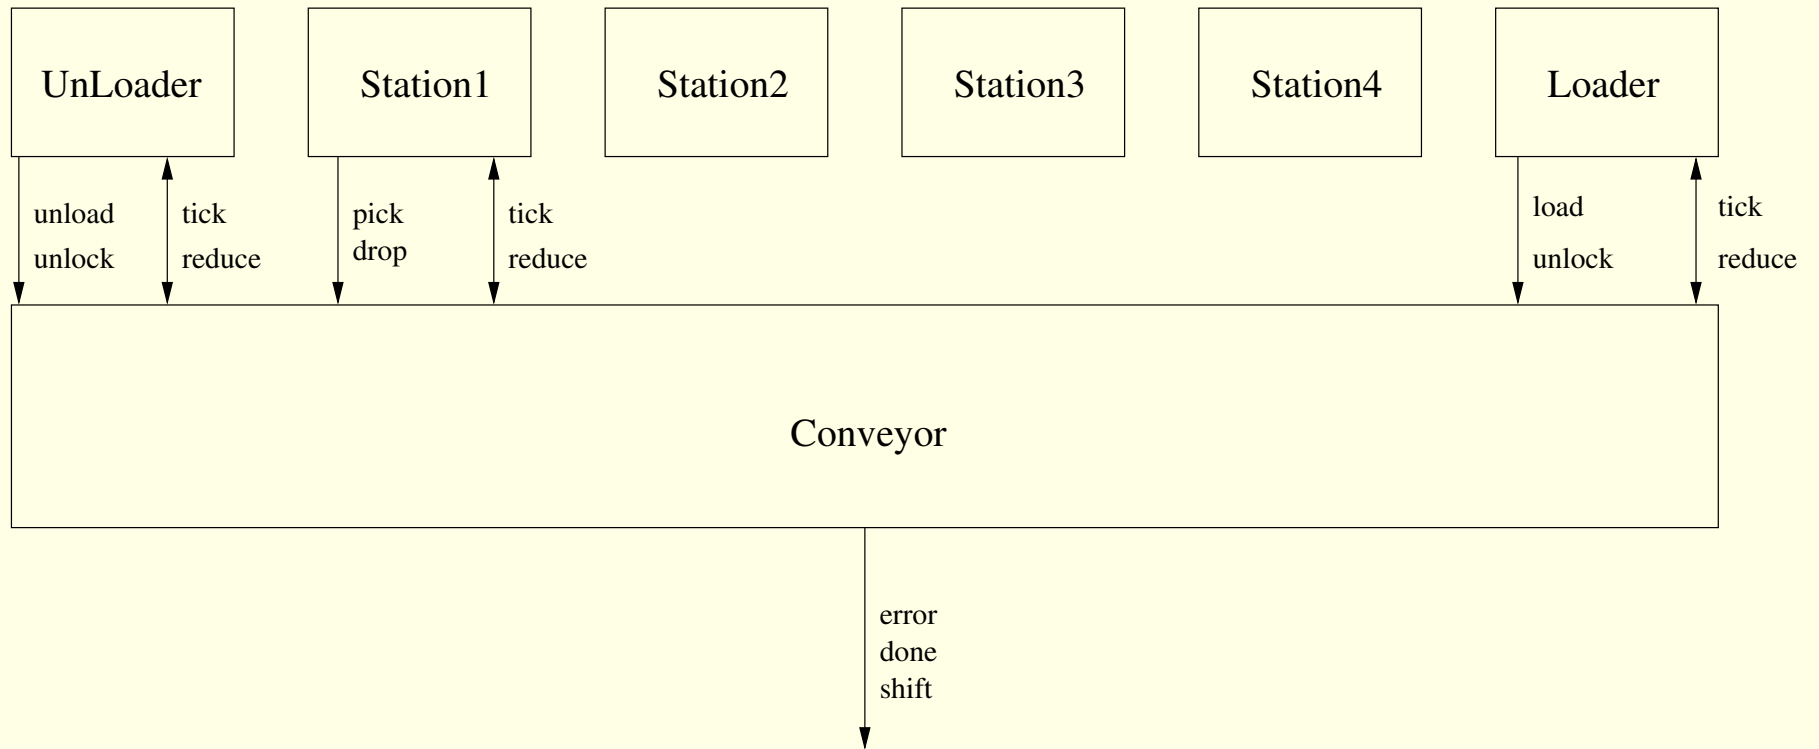 UnLoader
Station1
Station2
Station3
Station4
Loader
unload
unlock
tick
reduce
pick
drop
tick
reduce
load
unlock
tick
reduce
Conveyor
error
done
shift